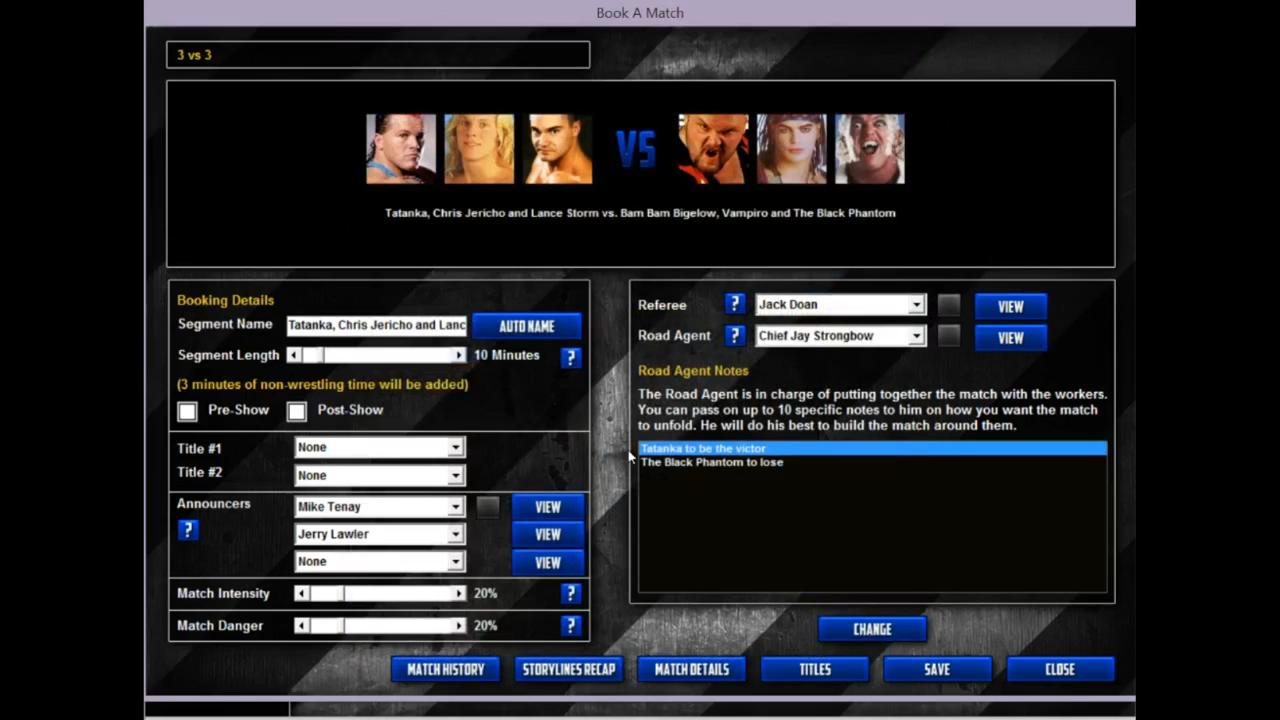 Book A Match
3 vs 3
VS
Tatanka, Chris Jericho and Lance Storm vs. Bam Bam Bigelow, Vampiro and The Black Phantom
Booking Details
Segment Name Tatanka, Chris Jericho and Lanc AUTO NAME
Segment Length 10 Minutes ?
(3 minutes of non-wrestling time will be added)
Pre-Show Post-Show
Title #1 None
Title #2 None
Announcers Mike Tenay VIEW
? Jerry Lawler VIEW
None VIEW
Match Intensity 20% ?
Match Danger 20% ?
Referee ? Jack Doan VIEW
Road Agent ? Chief Jay Strongbow VIEW
Road Agent Notes
The Road Agent is in charge of putting together the match with the workers.
You can pass on up to 10 specific notes to him on how you want the match
to unfold. He will do his best to build the match around them.
Tatanka to be the victor
The Black Phantom to lose
CHANGE
MATCH HISTORY STORYLINES RECAP MATCH DETAILS TITLES SAVE CLOSE